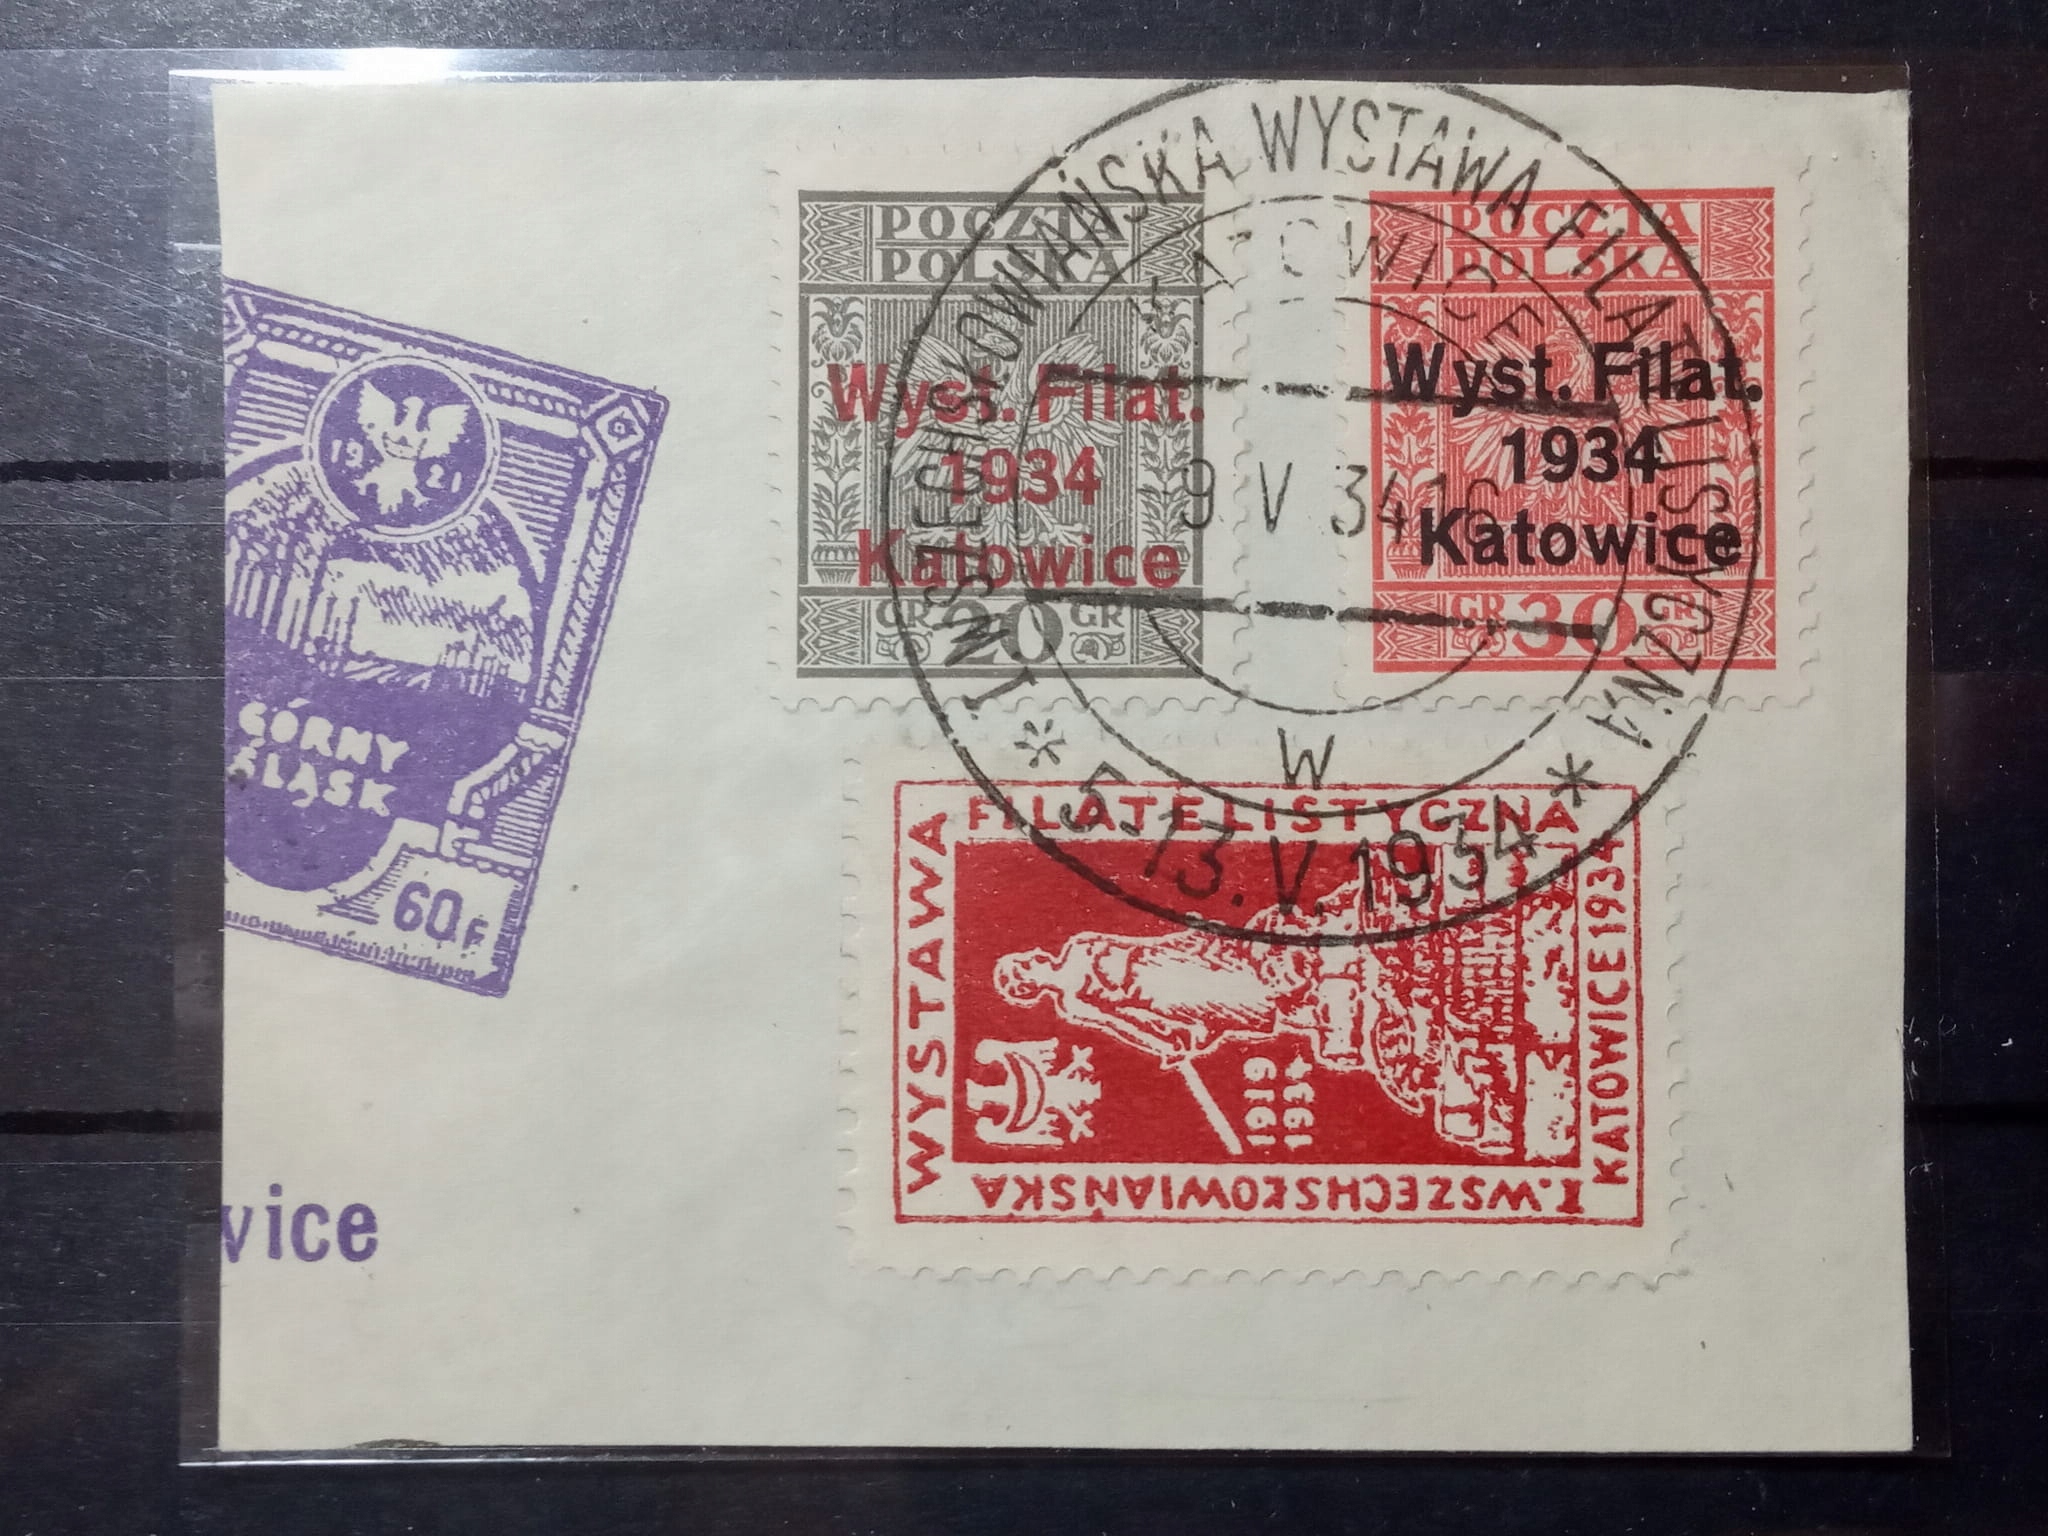 19 21
GÓRNY
ŚLĄSK
60 F
vice
POCZTA
POLSKA
Wyst. Filat.
1934
Katowice
GR 20 GR
POCZTA
POLSKA
Wyst. Filat.
1934
Katowice
GR 30 GR
I. WSZECHSŁOWIAŃSKA WYSTAWA FILATELISTYCZNA
KATOWICE
9 V 34 16
W
* 5-13.V.1934 *
I. WSZECHSŁOWIAŃSKA
WYSTAWA
FILATELISTYCZNA
KATOWICE 1934
1919
1934